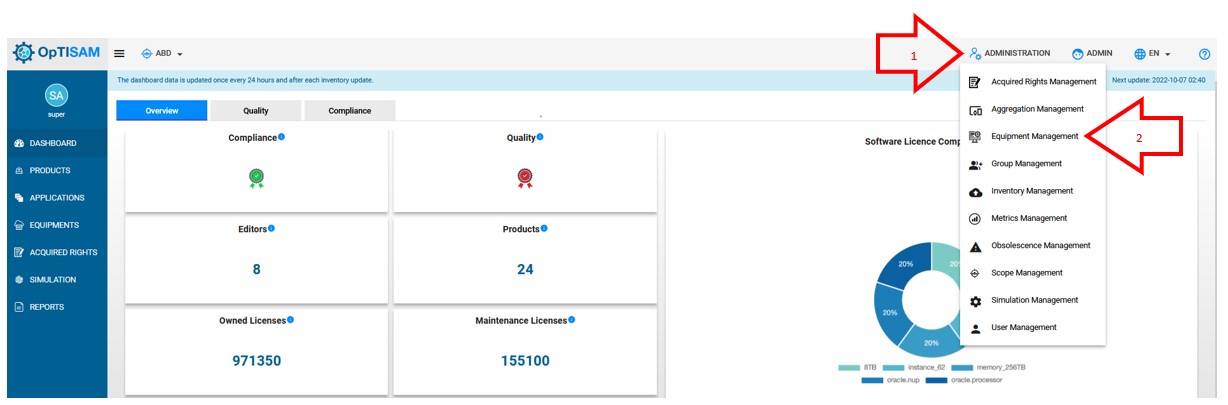 OpTISAM
ABD
1
ADMINISTRATION
ADMIN
EN
The dashboard data is updated once every 24 hours and after each inventory update.
Next update: 2022-10-07 02:40
SA
super
DASHBOARD
PRODUCTS
APPLICATIONS
EQUIPMENTS
ACQUIRED RIGHTS
SIMULATION
REPORTS
Overview
Quality
Compliance
Compliance
Quality
Editors
8
Products
24
Owned Licenses
971350
Maintenance Licenses
155100
Software Licence Comp
20%
20
20%
20%
8TB
instance_62
memory_256TB
oracle.nup
oracle.processor
Acquired Rights Management
Aggregation Management
Equipment Management
2
Group Management
Inventory Management
Metrics Management
Obsolescence Management
Scope Management
Simulation Management
User Management